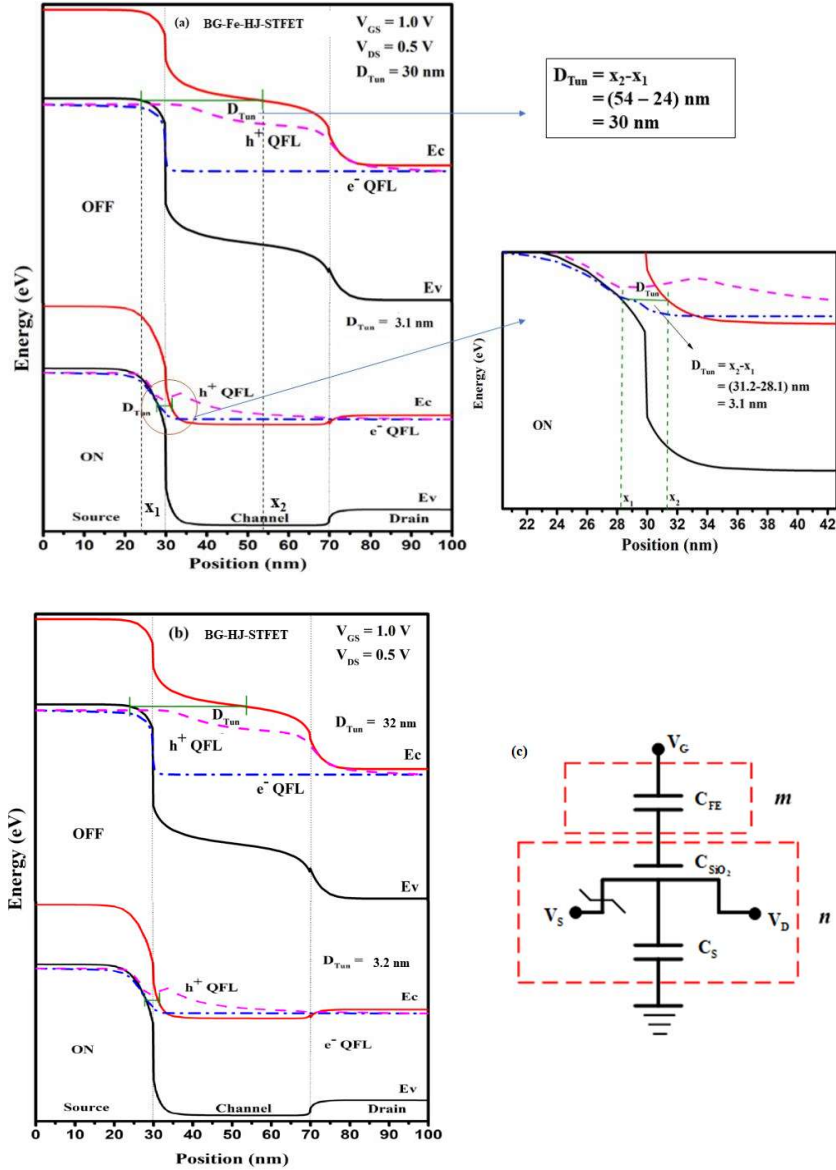 (a) BG-Fe-HJ-STFET
V_GS = 1.0 V
V_DS = 0.5 V
D_Tun = 30 nm
D_Tun
h⁺ QFL
Ec
e⁻ QFL
OFF
Ev
D_Tun = 3.1 nm
h⁺ QFL
Ec
D_Tun
e⁻ QFL
ON
x₁
x₂
Ev
Source
Channel
Drain
0 10 20 30 40 50 60 70 80 90 100
Position (nm)
Energy (eV)
D_Tun = x₂-x₁
= (54 – 24) nm
= 30 nm
D_Tun
D_Tun = x₂-x₁
= (31.2-28.1) nm
= 3.1 nm
ON
x₁
x₂
22 24 26 28 30 32 34 36 38 40 42
Position (nm)
Energy (eV)
(b) BG-HJ-STFET
V_GS = 1.0 V
V_DS = 0.5 V
D_Tun
D_Tun = 32 nm
h⁺ QFL
Ec
e⁻ QFL
OFF
Ev
D_Tun = 3.2 nm
h⁺ QFL
Ec
e⁻ QFL
ON
Ev
Source
Channel
Drain
0 10 20 30 40 50 60 70 80 90 100
Position (nm)
Energy (eV)
(c)
V_G
C_FE
m
C_SiO₂
V_S
V_D
n
C_S